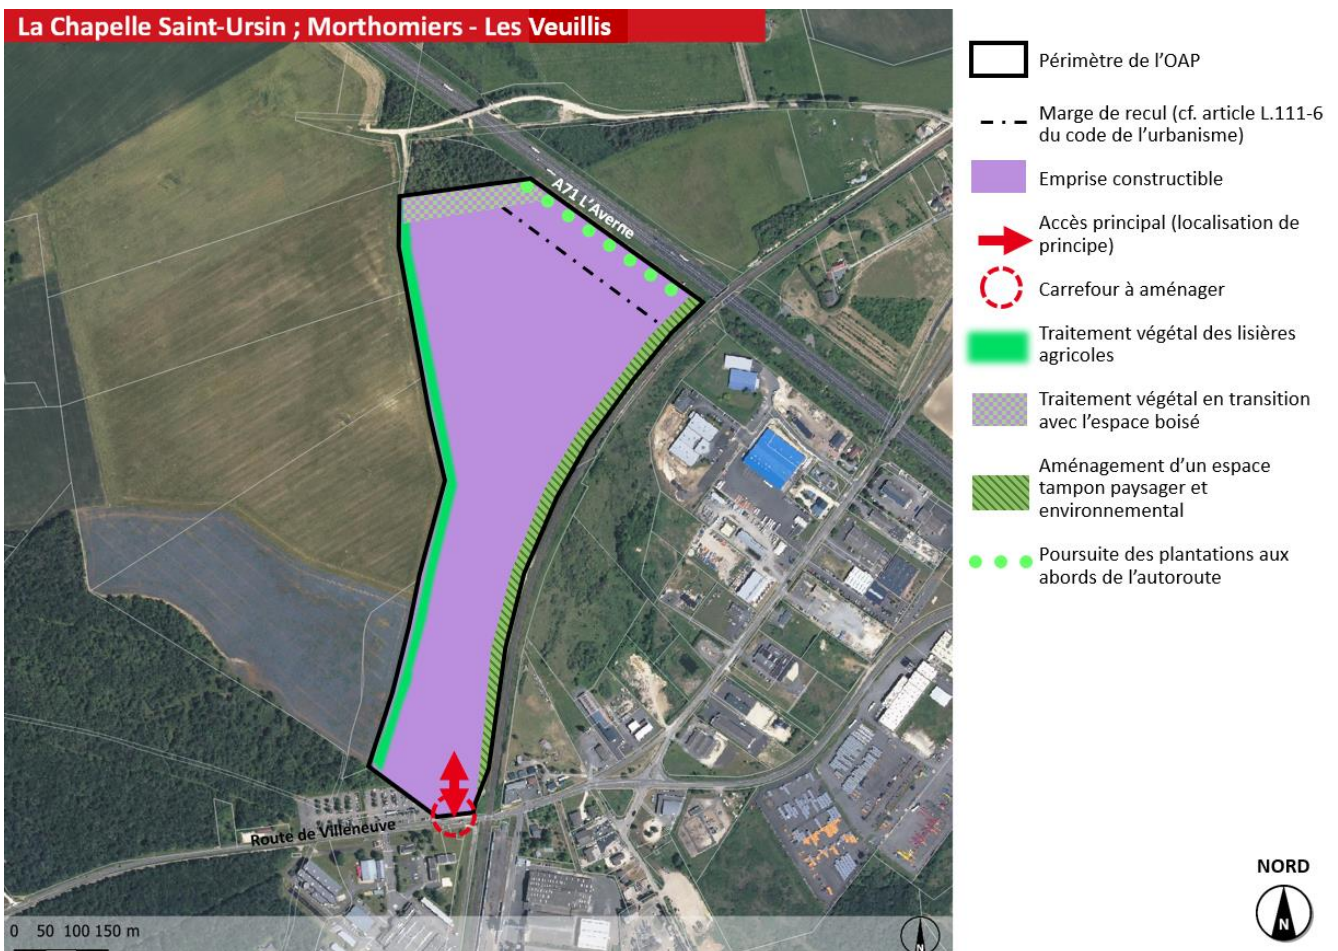 La Chapelle Saint-Ursin ; Morthomiers - Les Veuillis
A71 L'Averne
Route de Villeneuve
0 50 100 150 m
N
Périmètre de l'OAP
Marge de recul (cf. article L.111-6
du code de l'urbanisme)
Emprise constructible
Accès principal (localisation de
principe)
Carrefour à aménager
Traitement végétal des lisières
agricoles
Traitement végétal en transition
avec l'espace boisé
Aménagement d'un espace
tampon paysager et
environnemental
Poursuite des plantations aux
abords de l'autoroute
NORD
N